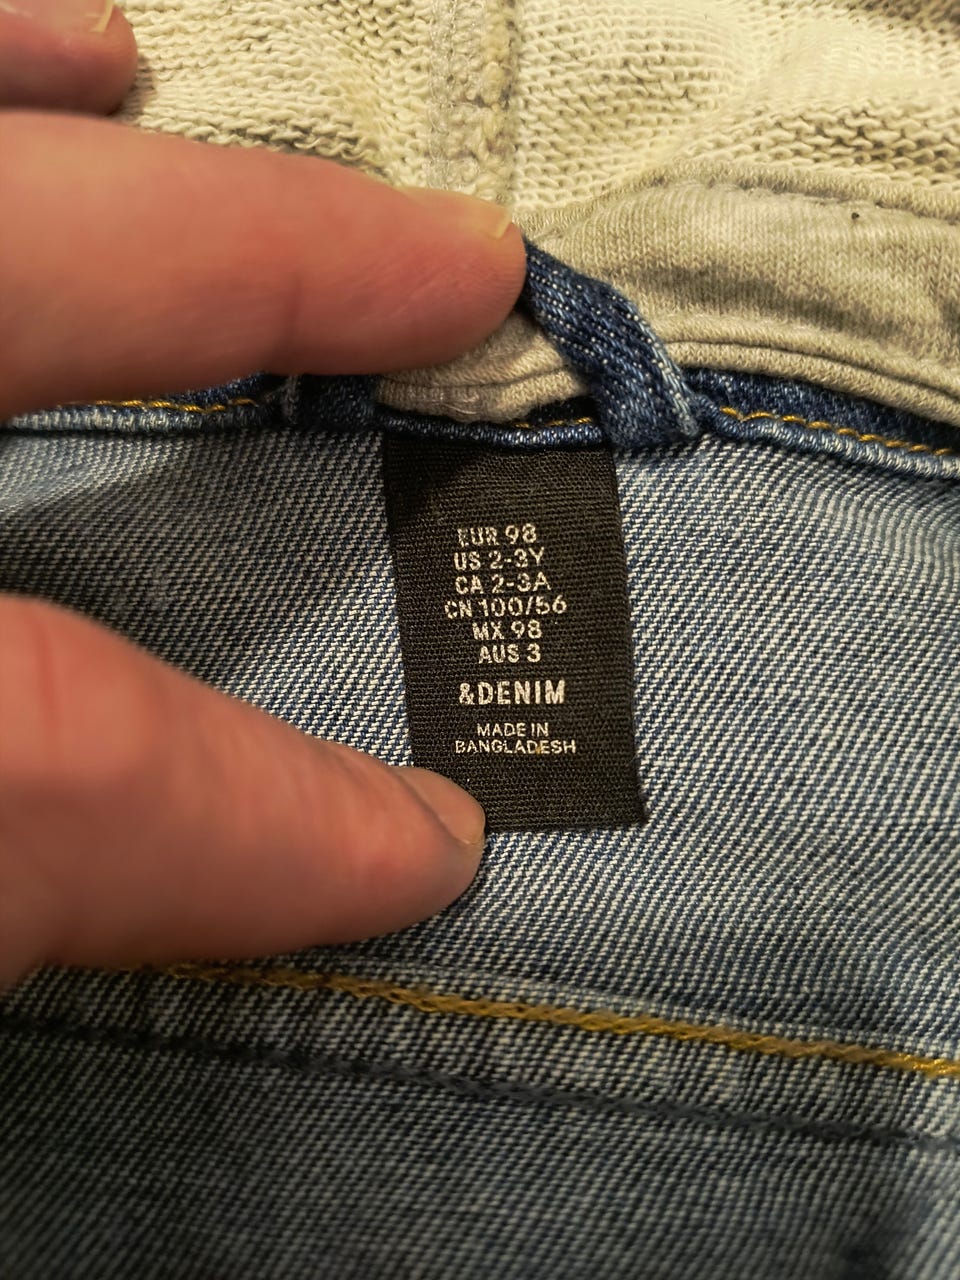 EUR 98
US 2-3Y
CA 2-3A
CN 100/56
MX 98
AUS 3
&DENIM
MADE IN
BANGLADESH